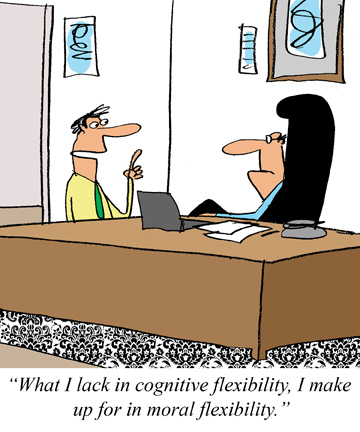 “What I lack in cognitive flexibility, I make
up for in moral flexibility.”